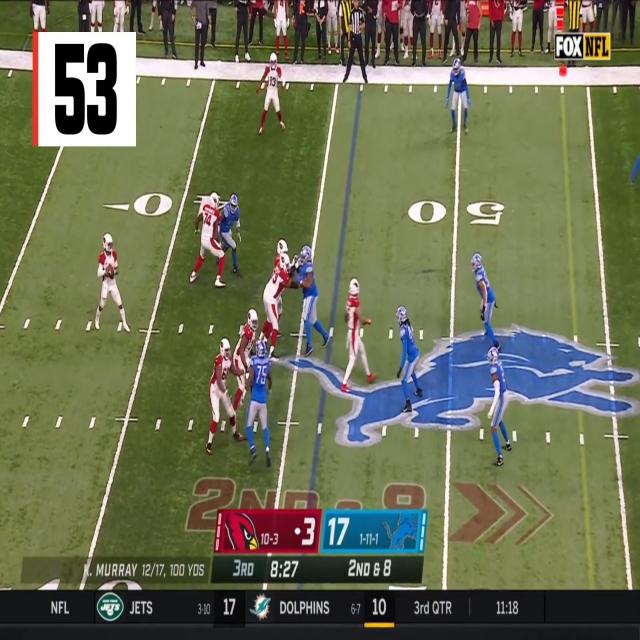 53
FOX NFL
-0
50
75
2ND & 8
10-3 3 17 1-11-1
MURRAY 12/17, 100 YDS 3RD 8:27 2ND & 8
NFL JETS 3-10 17 DOLPHINS 6-7 10 3rd QTR 11:18